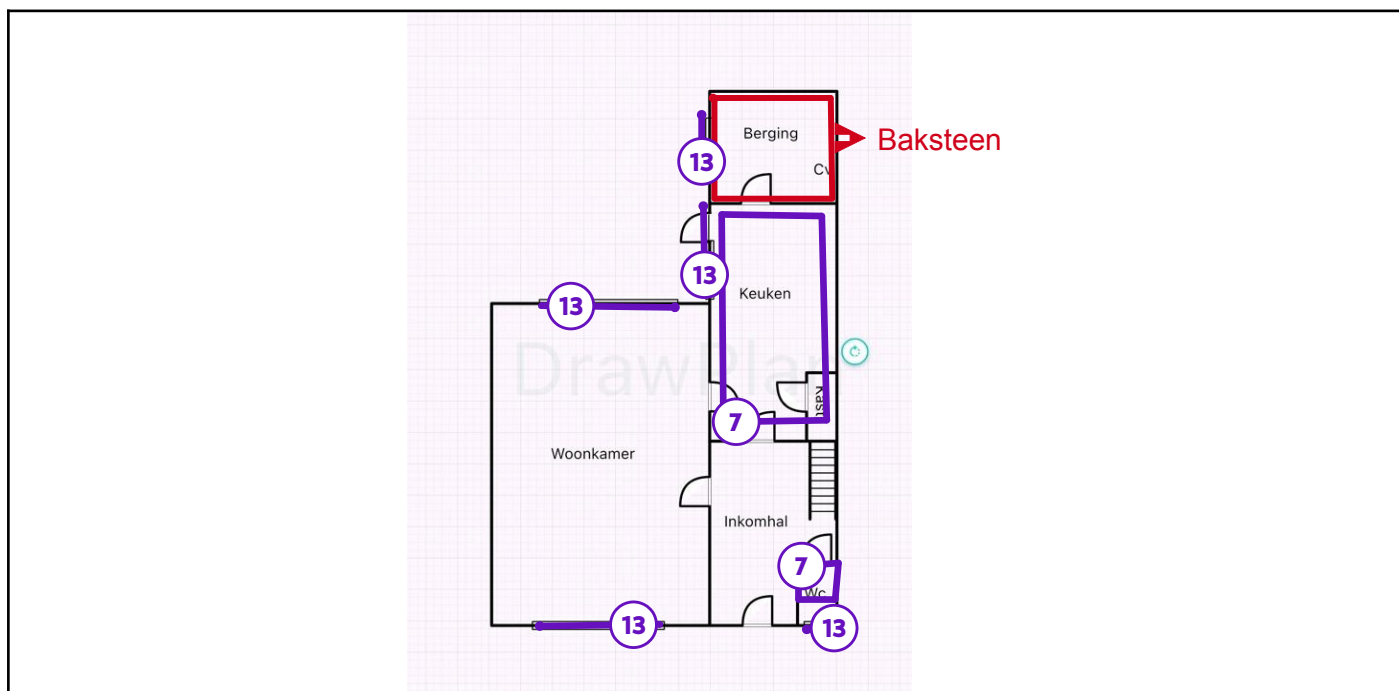 Berging
Baksteen
13
Cv
13
Keuken
13
DrawPlan
Kast
7
Woonkamer
Inkomhal
7
Wc
13
13